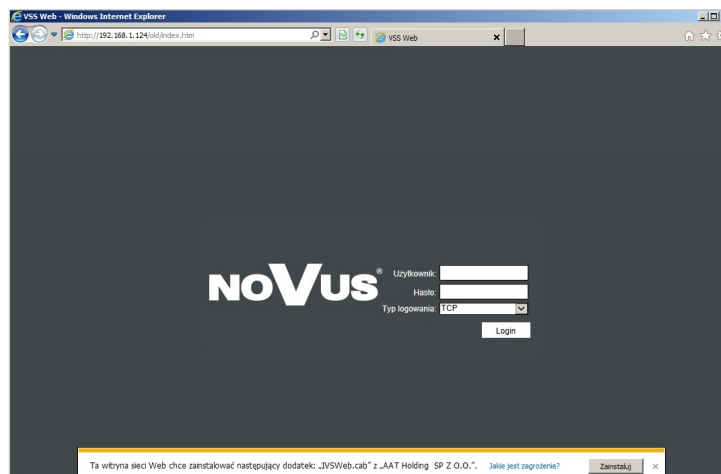 VSS Web - Windows Internet Explorer
http://192.168.1.124/old/index.htm
VSS Web
NOVUS®
Użytkownik:
Hasło:
Typ logowania: TCP
Login
Ta witryna sieci Web chce zainstalować następujący dodatek: „IVSWeb.cab” z „AAT Holding SP Z O.O.”. Jakie jest zagrożenie? Zainstaluj